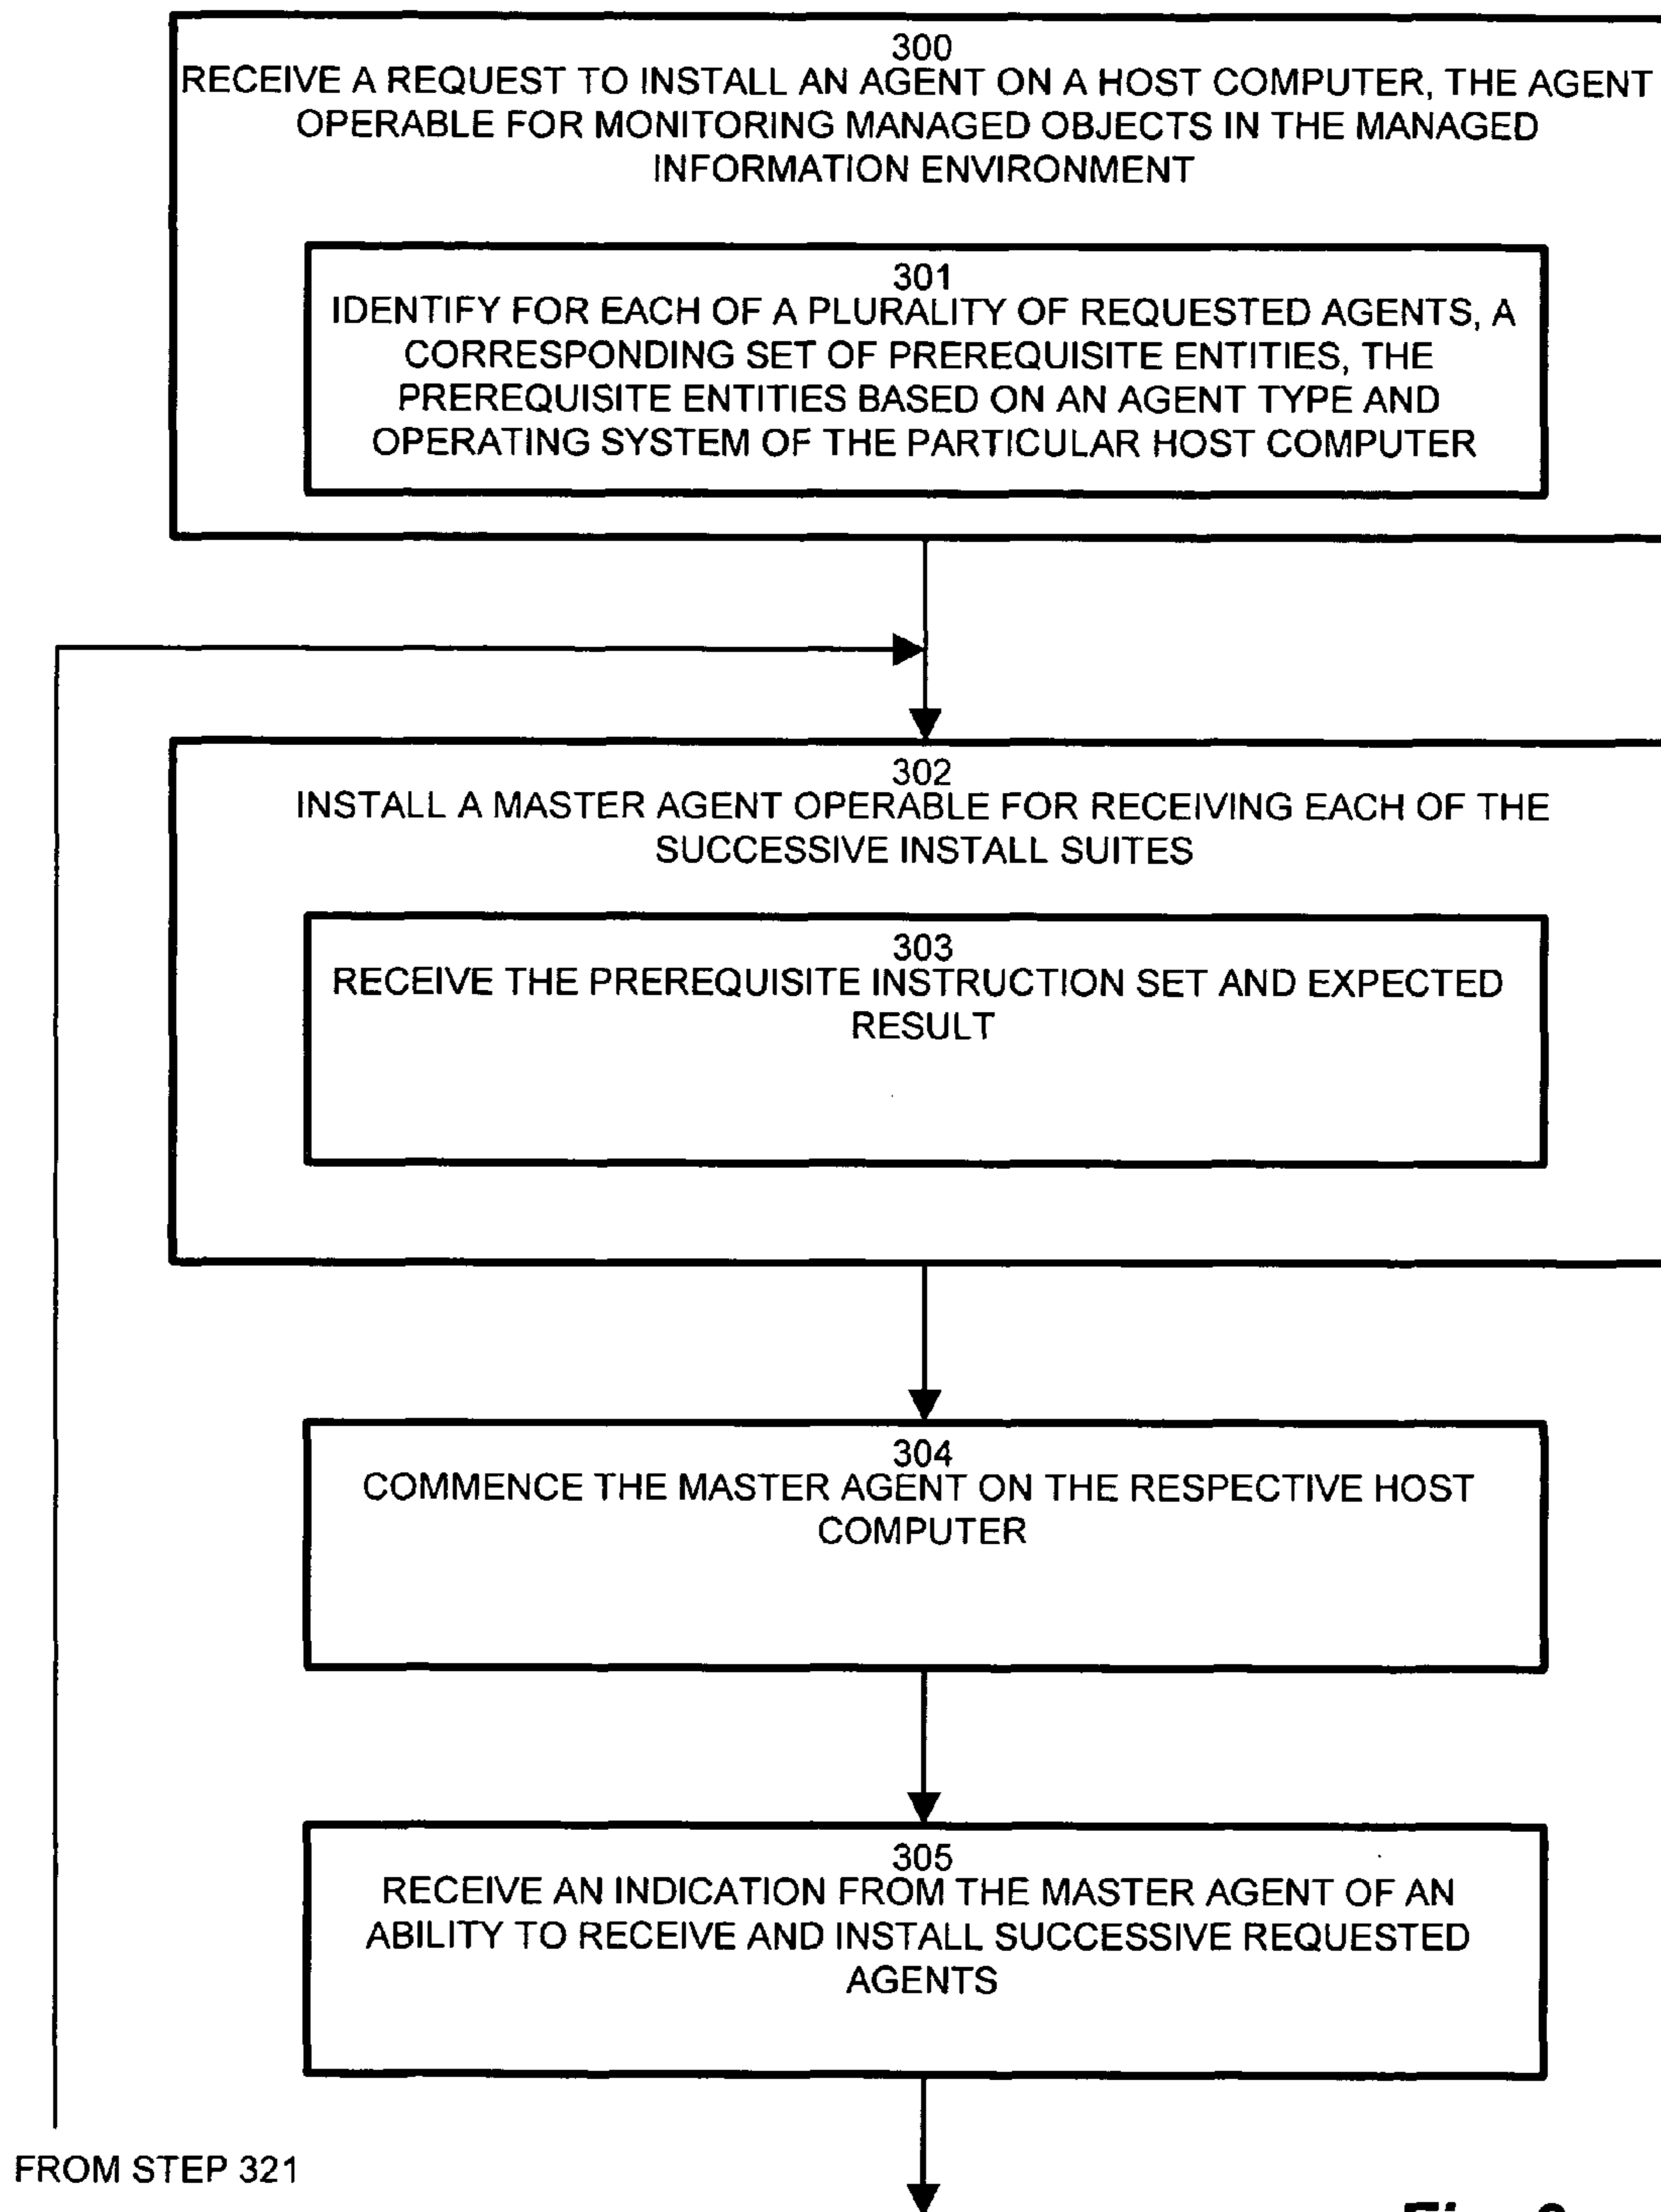 300
RECEIVE A REQUEST TO INSTALL AN AGENT ON A HOST COMPUTER, THE AGENT
OPERABLE FOR MONITORING MANAGED OBJECTS IN THE MANAGED
INFORMATION ENVIRONMENT
301
IDENTIFY FOR EACH OF A PLURALITY OF REQUESTED AGENTS, A
CORRESPONDING SET OF PREREQUISITE ENTITIES, THE
PREREQUISITE ENTITIES BASED ON AN AGENT TYPE AND
OPERATING SYSTEM OF THE PARTICULAR HOST COMPUTER
302
INSTALL A MASTER AGENT OPERABLE FOR RECEIVING EACH OF THE
SUCCESSIVE INSTALL SUITES
303
RECEIVE THE PREREQUISITE INSTRUCTION SET AND EXPECTED
RESULT
304
COMMENCE THE MASTER AGENT ON THE RESPECTIVE HOST
COMPUTER
305
RECEIVE AN INDICATION FROM THE MASTER AGENT OF AN
ABILITY TO RECEIVE AND INSTALL SUCCESSIVE REQUESTED
AGENTS
FROM STEP 321